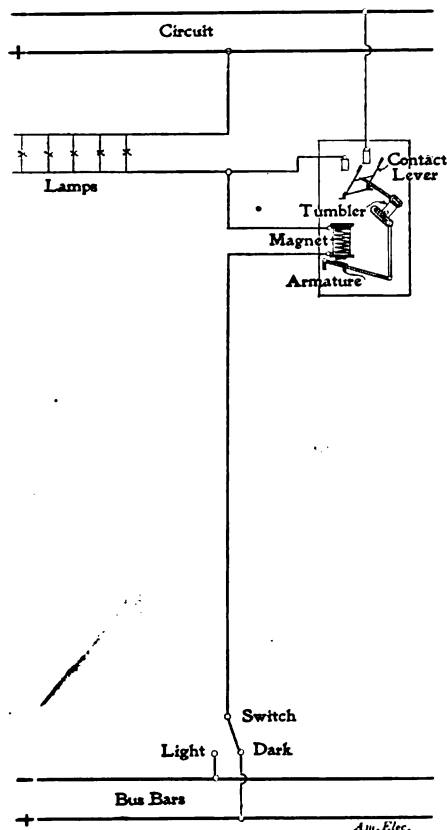 Circuit
+
Lamps
Contact
Lever
Tumbler
Magnet
Armature
Switch
Light
Dark
−
Bus Bars
+
Am. Elec.